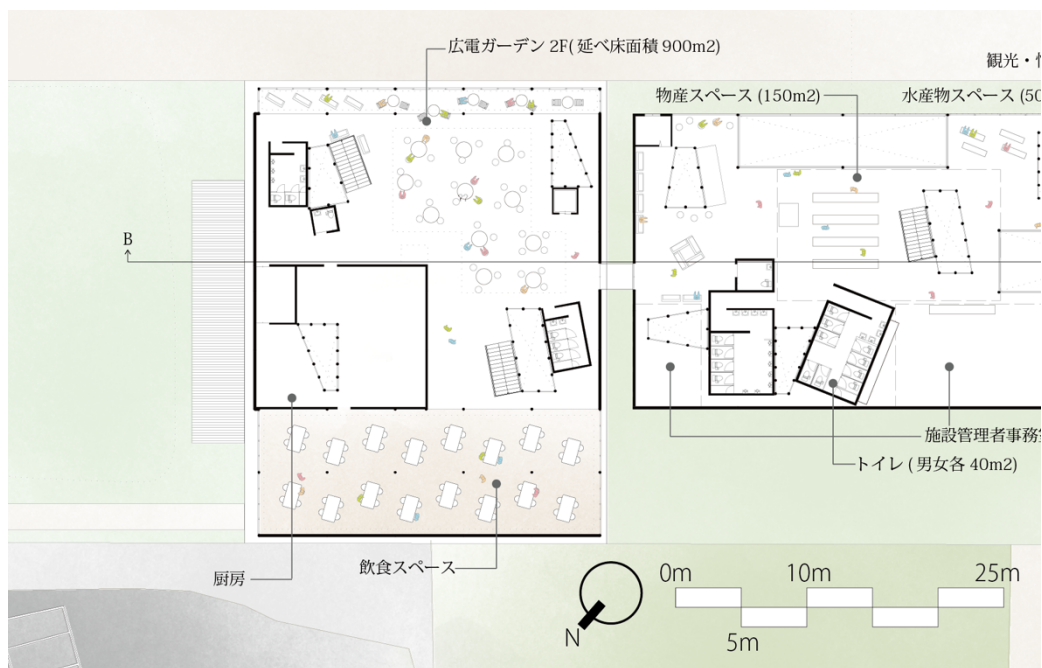 広電ガーデン 2F(延べ床面積 900m2)
観光・
物産スペース (150m2)
水産物スペース (50
B
施設管理者事務
トイレ ( 男女各 40m2)
厨房
飲食スペース
0m
10m
25m
5m
N